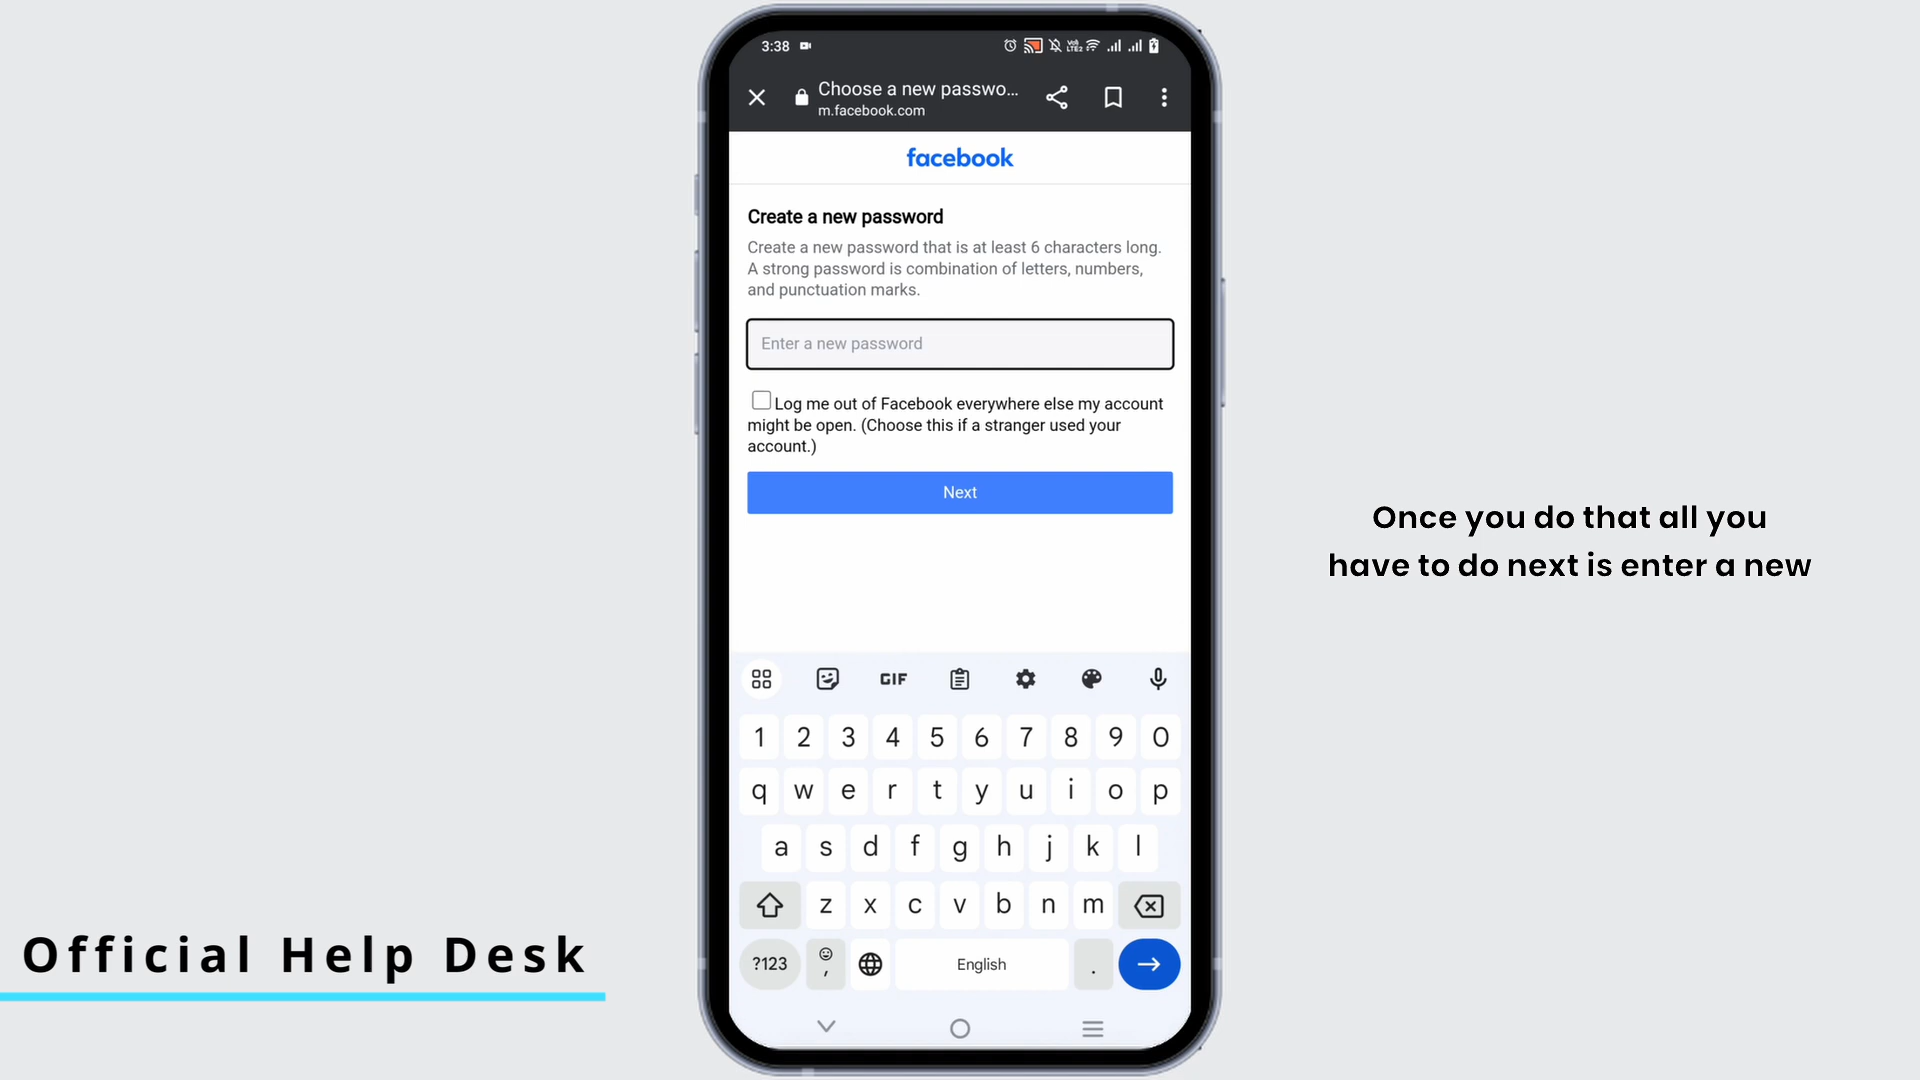 3:38
Choose a new passwo...
m.facebook.com
facebook
Create a new password
Create a new password that is at least 6 characters long.
A strong password is combination of letters, numbers,
and punctuation marks.
Enter a new password
Log me out of Facebook everywhere else my account
might be open. (Choose this if a stranger used your
account.)
Next
Once you do that all you
have to do next is enter a new
GIF
1 2 3 4 5 6 7 8 9 0
q w e r t y u i o p
a s d f g h j k l
z x c v b n m
?123 , English .
Official Help Desk